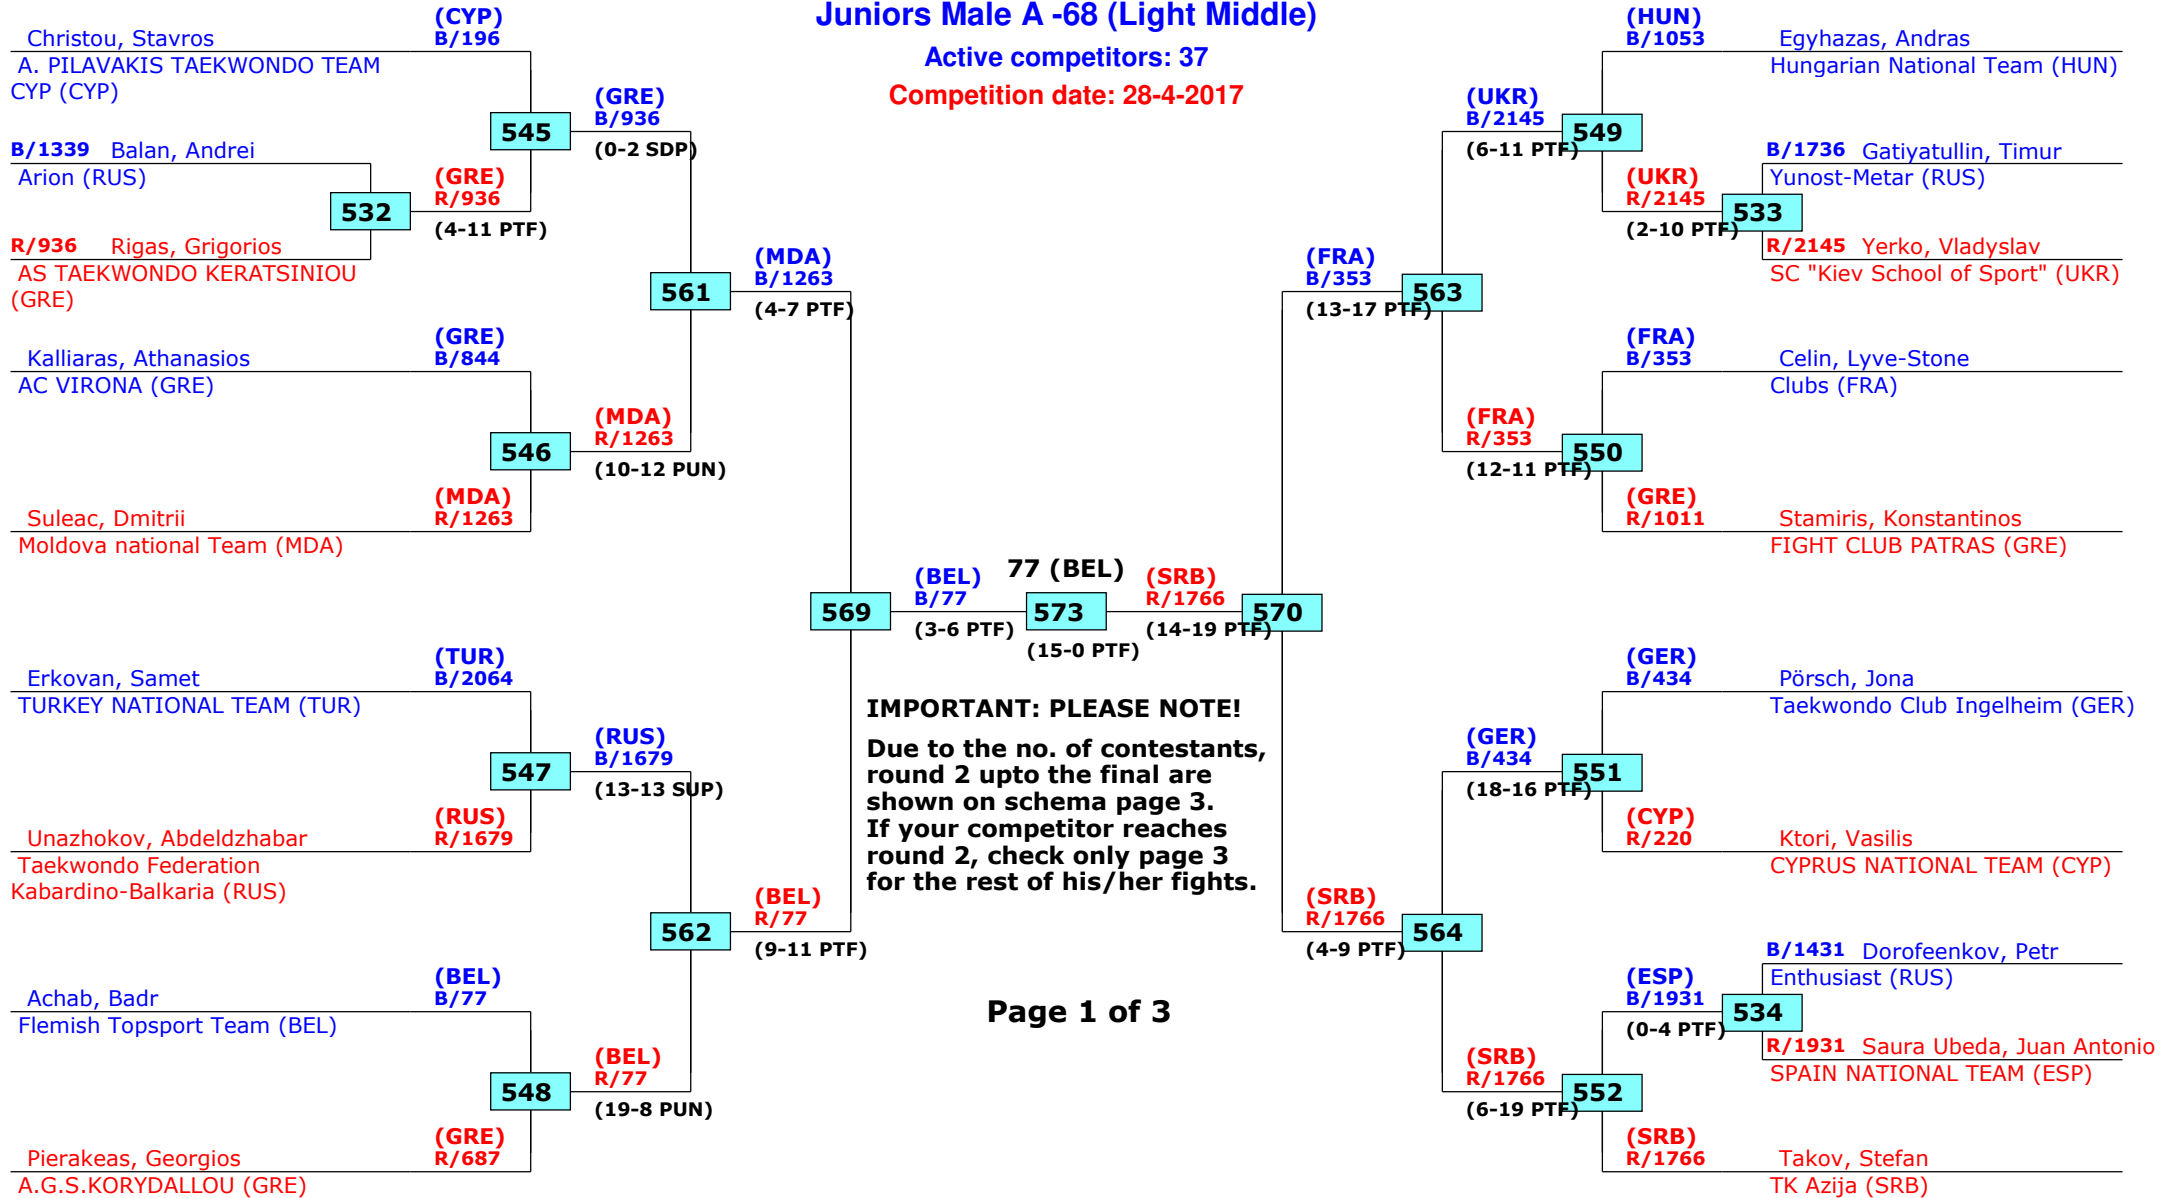 Juniors Male A -68 (Light Middle)
Active competitors: 37
Competition date: 28-4-2017
(CYP)
Christou, Stavros B/196
A. PILAVAKIS TAEKWONDO TEAM
CYP (CYP)
545
(GRE)
B/936
(0-2 SDP)
B/1339 Balan, Andrei
Arion (RUS)
532
(GRE)
R/936
(4-11 PTF)
R/936 Rigas, Grigorios
AS TAEKWONDO KERATSINIOU
(GRE)
561
(MDA)
B/1263
(4-7 PTF)
(GRE)
Kalliaras, Athanasios B/844
AC VIRONA (GRE)
546
(MDA)
R/1263
(10-12 PUN)
(MDA)
Suleac, Dmitrii R/1263
Moldova national Team (MDA)
569
(BEL)
B/77
(3-6 PTF)
77 (BEL)
573
(15-0 PTF)
(SRB)
R/1766
(14-19 PTF)
570
(TUR)
Erkovan, Samet B/2064
TURKEY NATIONAL TEAM (TUR)
547
(RUS)
B/1679
(13-13 SUP)
(RUS)
Unazhokov, Abdeldzhabar R/1679
Taekwondo Federation
Kabardino-Balkaria (RUS)
562
(BEL)
R/77
(9-11 PTF)
(BEL)
Achab, Badr B/77
Flemish Topsport Team (BEL)
548
(BEL)
R/77
(19-8 PUN)
(GRE)
Pierakeas, Georgios R/687
A.G.S.KORYDALLOU (GRE)
IMPORTANT: PLEASE NOTE!
Due to the no. of contestants,
round 2 upto the final are
shown on schema page 3.
If your competitor reaches
round 2, check only page 3
for the rest of his/her fights.
Page 1 of 3
(HUN)
B/1053 Egyhazas, Andras
Hungarian National Team (HUN)
(UKR)
B/2145
(6-11 PTF)
549
B/1736 Gatiyatullin, Timur
Yunost-Metar (RUS)
(UKR)
R/2145
(2-10 PTF)
533
R/2145 Yerko, Vladyslav
SC "Kiev School of Sport" (UKR)
(FRA)
B/353
(13-17 PTF)
563
(FRA)
B/353 Celin, Lyve-Stone
Clubs (FRA)
(FRA)
R/353
(12-11 PTF)
550
(GRE)
R/1011 Stamiris, Konstantinos
FIGHT CLUB PATRAS (GRE)
(GER)
B/434 Pörsch, Jona
Taekwondo Club Ingelheim (GER)
(GER)
B/434
(18-16 PTF)
551
(CYP)
R/220 Ktori, Vasilis
CYPRUS NATIONAL TEAM (CYP)
(SRB)
R/1766
(4-9 PTF)
564
B/1431 Dorofeenkov, Petr
Enthusiast (RUS)
(ESP)
B/1931
(0-4 PTF)
534
R/1931 Saura Ubeda, Juan Antonio
SPAIN NATIONAL TEAM (ESP)
(SRB)
R/1766
(6-19 PTF)
552
(SRB)
R/1766 Takov, Stefan
TK Azija (SRB)